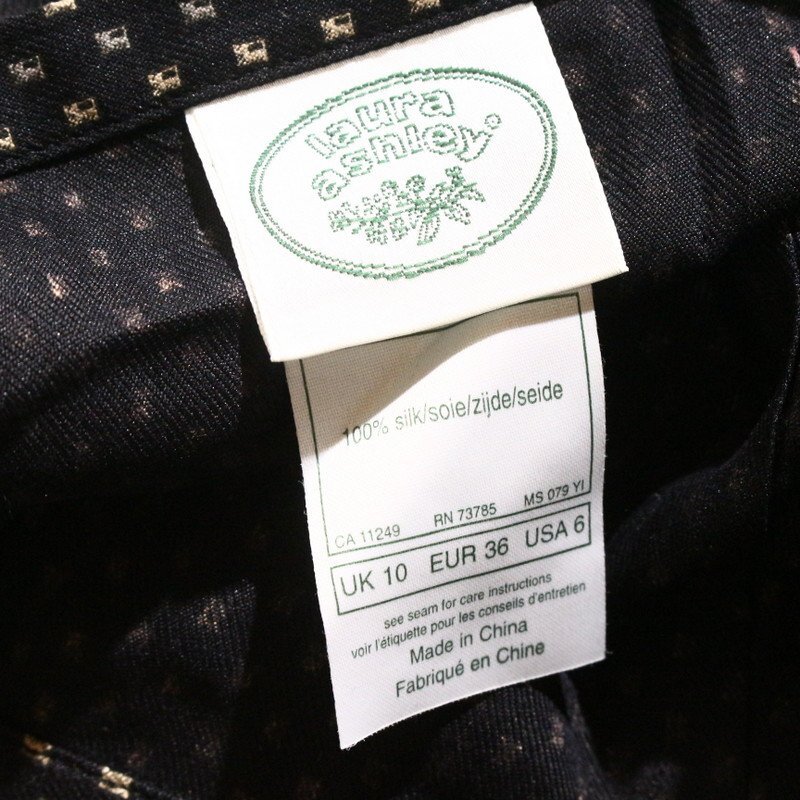 laura
ashley®
100% silk/soie/zijde/seide
CA 11249 RN 73785 MS 079 YI
UK 10 EUR 36 USA 6
see seam for care instructions
voir l'étiquette pour les conseils d'entretien
Made in China
Fabriqué en Chine